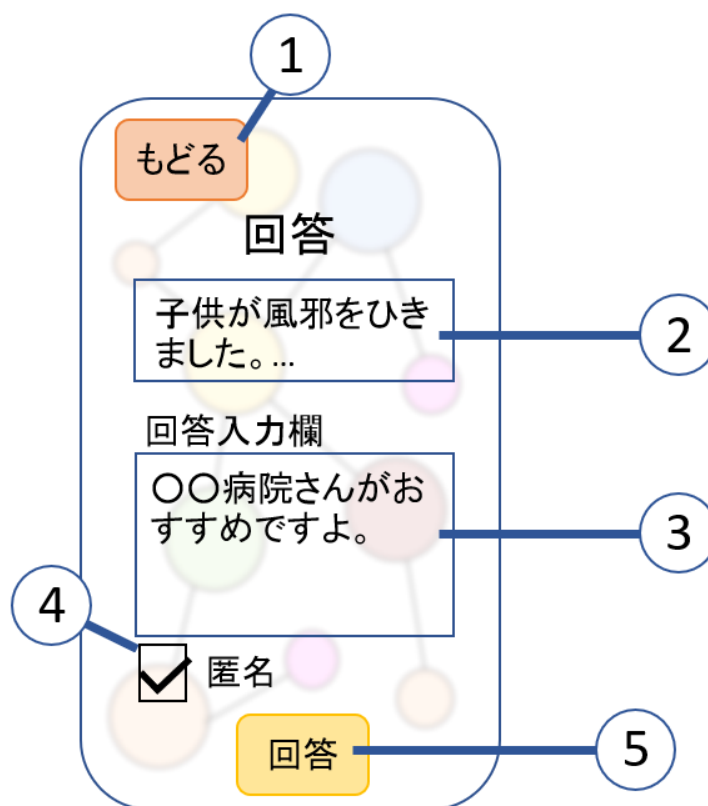 1
もどる
回答
子供が風邪をひき
ました。...
2
回答入力欄
〇〇病院さんがお
すすめですよ。
3
4
匿名
回答
5